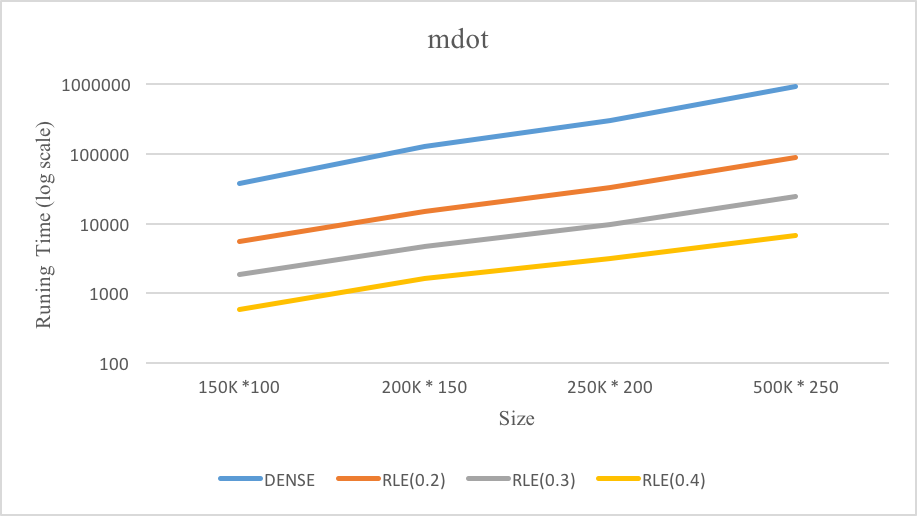 mdot
1000000
100000
10000
1000
100
Runing Time (log scale)
150K *100 200K * 150 250K * 200 500K * 250
Size
DENSE RLE(0.2) RLE(0.3) RLE(0.4)